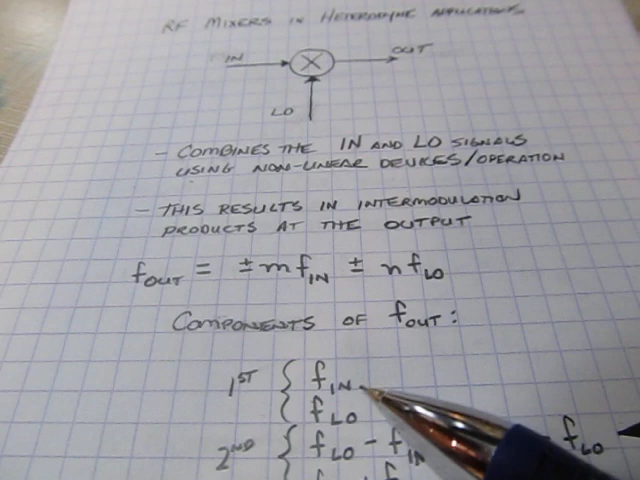 RF MIXERS IN HETERODYNE APPLICATIONS
IN
OUT
LO
- COMBINES THE IN AND LO SIGNALS
USING NON-LINEAR DEVICES/OPERATION
- THIS RESULTS IN INTERMODULATION
PRODUCTS AT THE OUTPUT
fOUT = ±m fIN ± n fLO
COMPONENTS OF fOUT:
1ST { fIN
fLO
2ND { fLO - fIN
- fLO